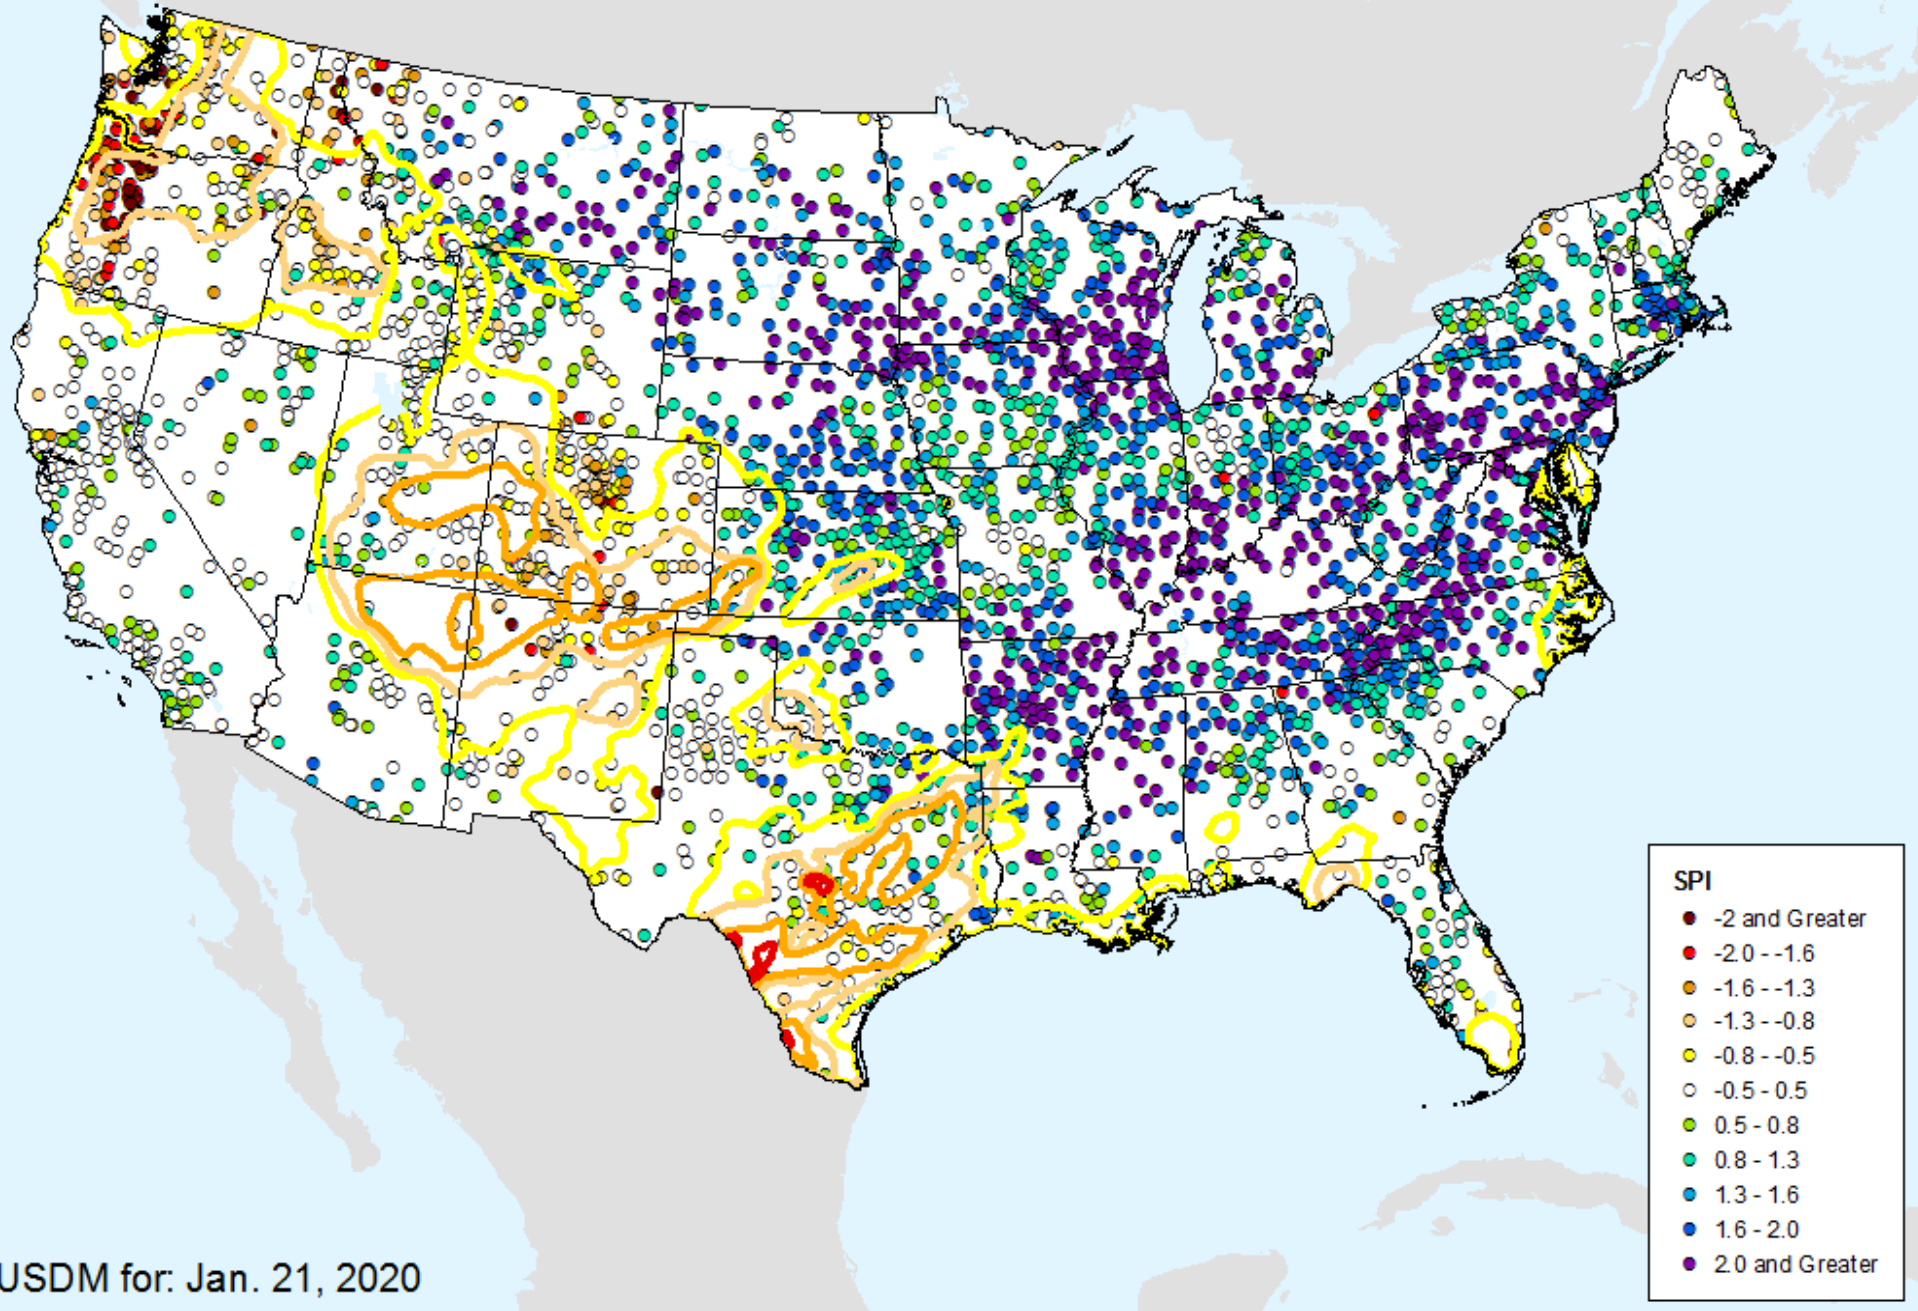 SPI
-2 and Greater
-2.0 - -1.6
-1.6 - -1.3
-1.3 - -0.8
-0.8 - -0.5
-0.5 - 0.5
0.5 - 0.8
0.8 - 1.3
1.3 - 1.6
1.6 - 2.0
2.0 and Greater
USDM for: Jan. 21, 2020